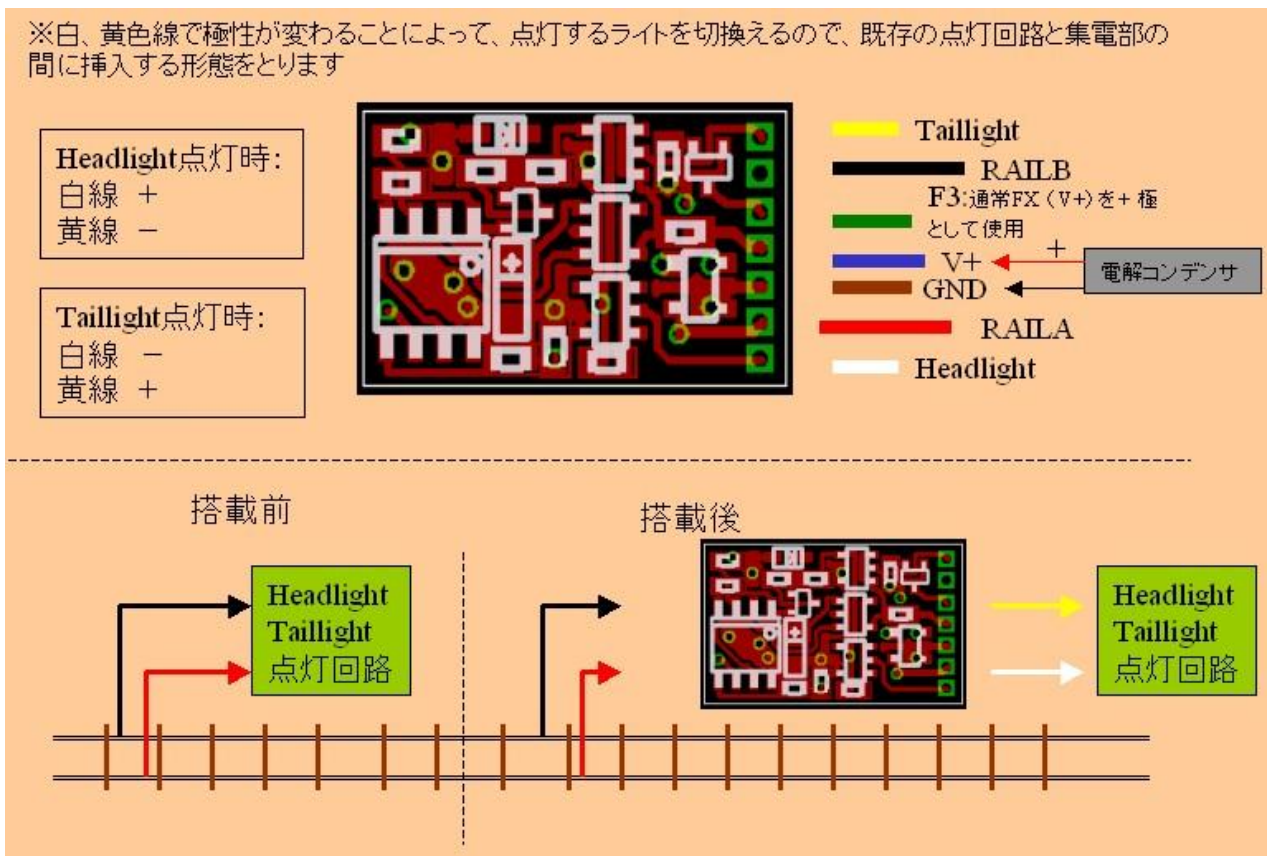 ※白、黄色線で極性が変わることによって、点灯するライトを切換えるので、既存の点灯回路と集電部の
間に挿入する形態をとります
Headlight点灯時:
白線 +
黄線 -
Taillight点灯時:
白線 -
黄線 +
Taillight
RAILB
F3:通常FX(V+)を+極
として使用
V+
+
電解コンデンサ
GND
RAILA
Headlight
搭載前
搭載後
Headlight
Taillight
点灯回路
Headlight
Taillight
点灯回路